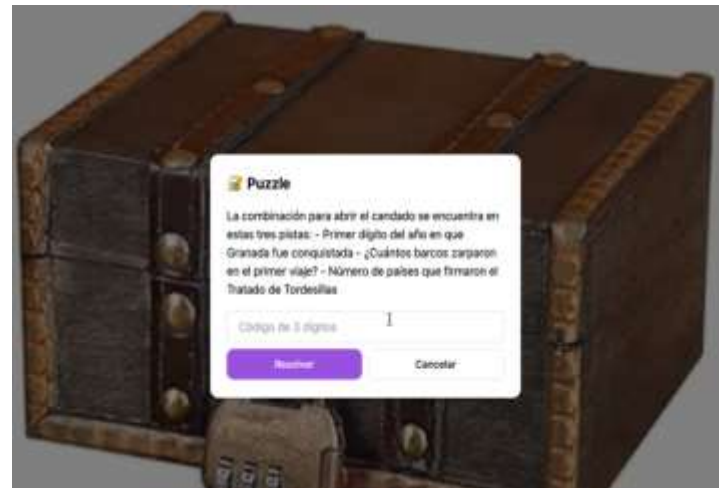 Puzzle
La combinación para abrir el candado se encuentra en
estas tres pistas: - Primer dígito del año en que
Granada fue conquistada - ¿Cuántos barcos zarparon
en el primer viaje? - Número de países que firmaron el
Tratado de Tordesillas
Código de 3 dígitos
Resolver
Cancelar